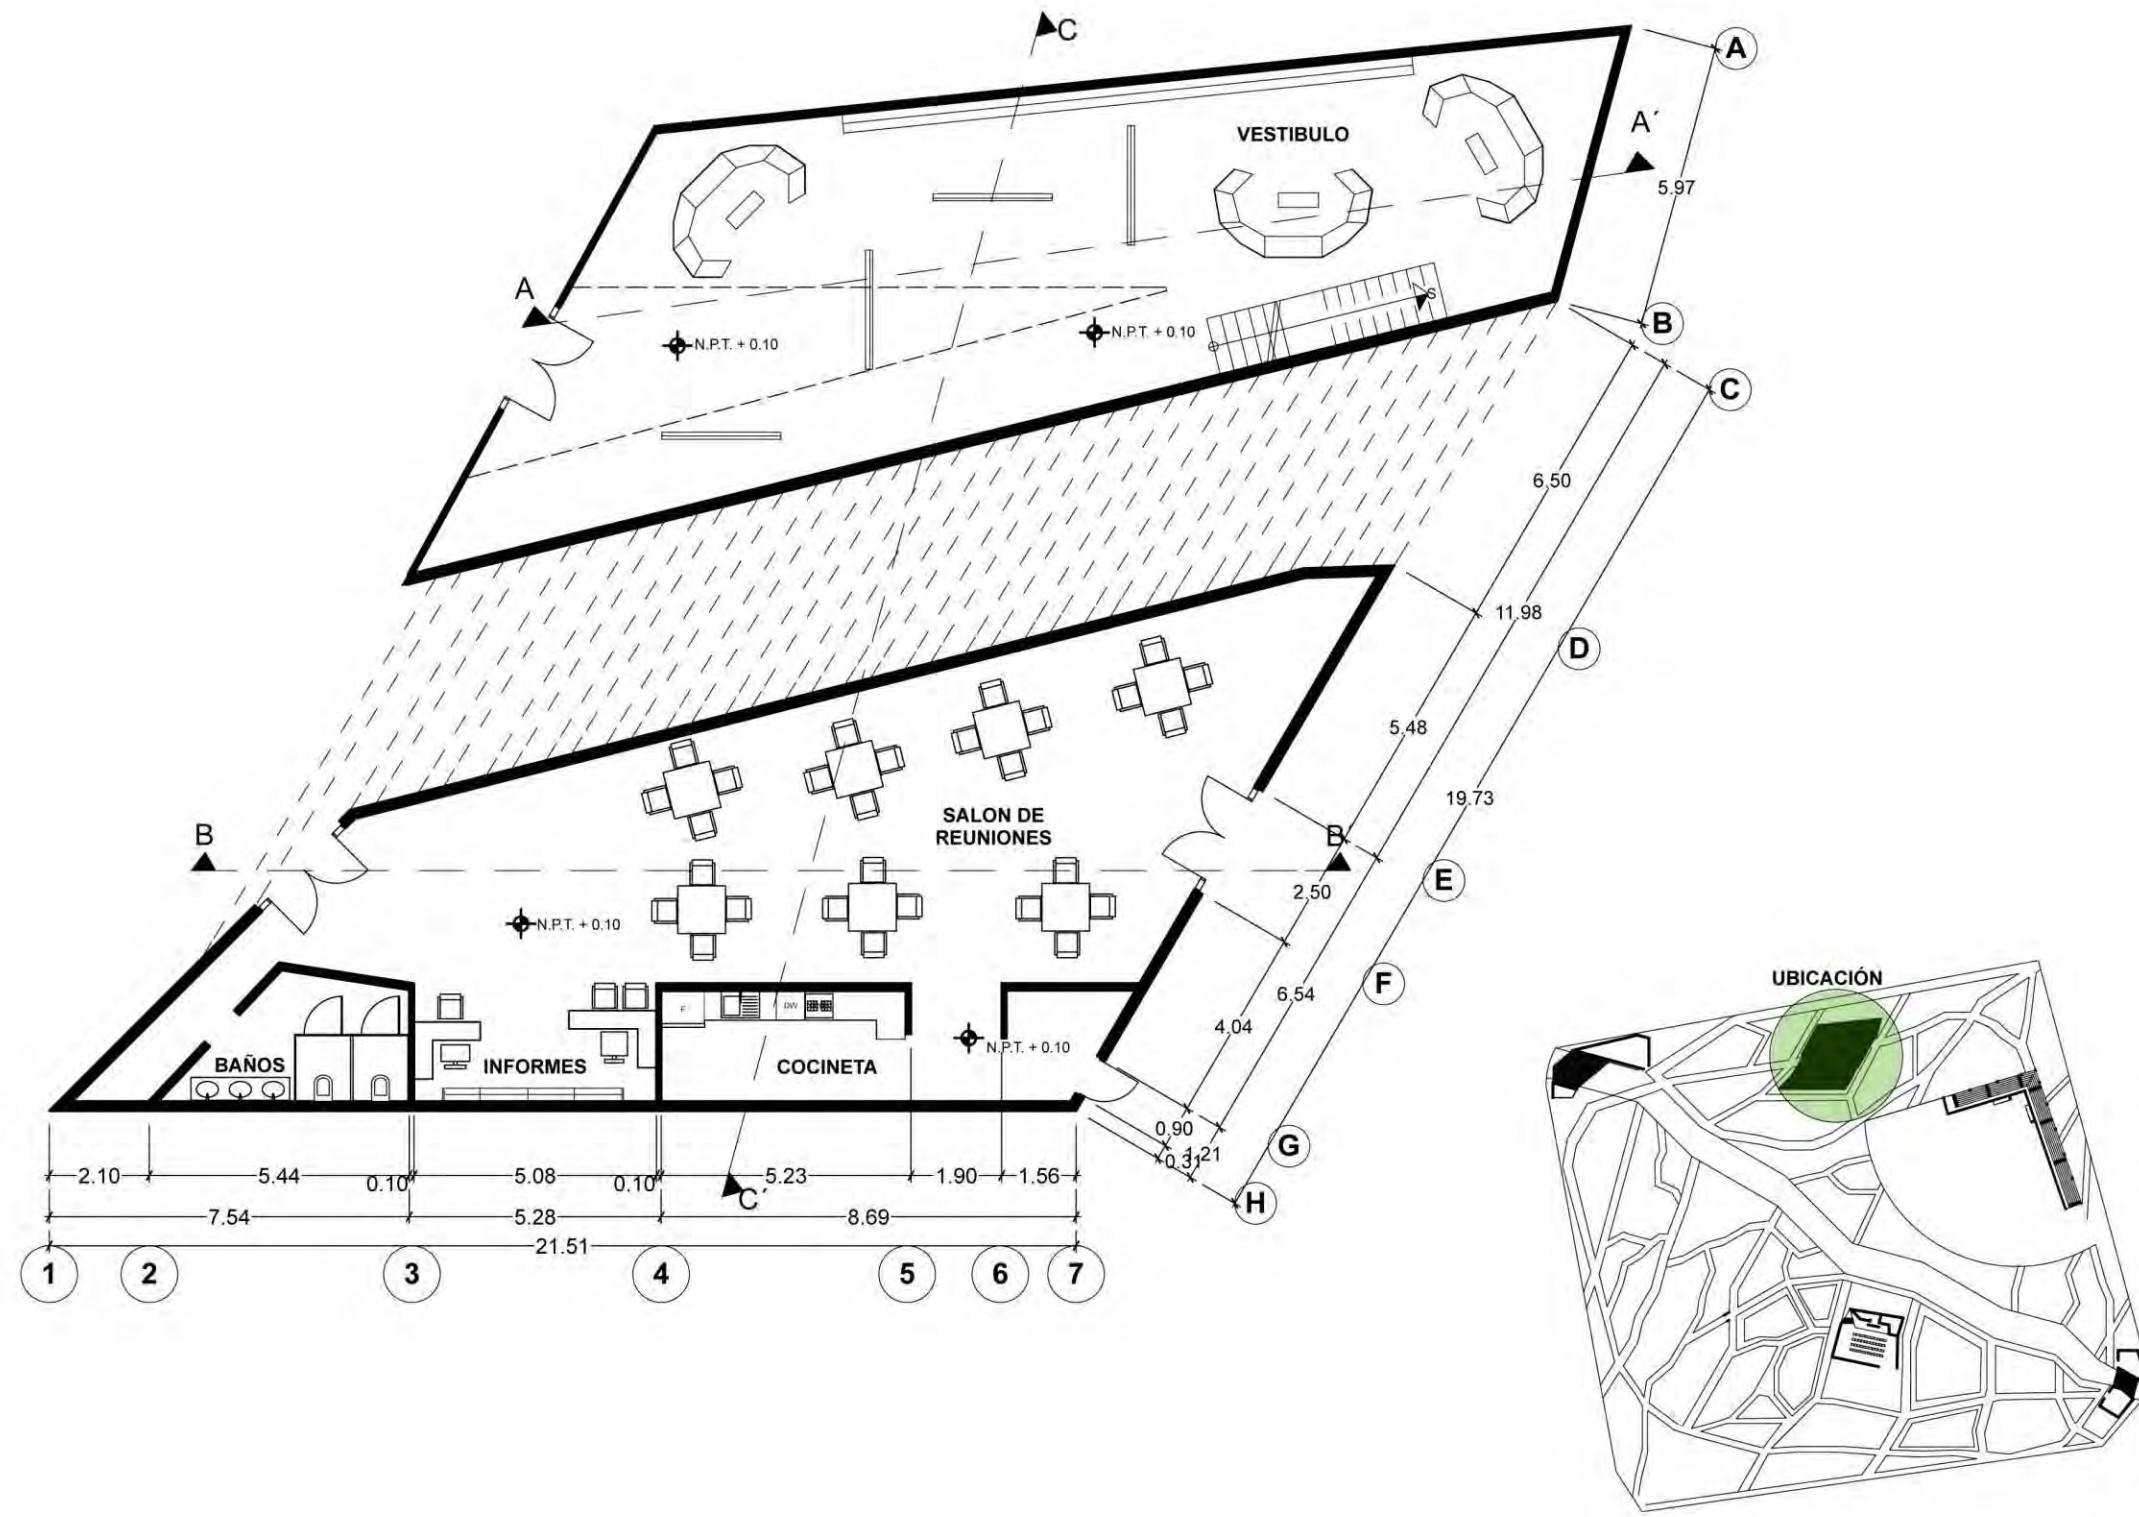 C
A
VESTIBULO
A´
5.97
A
S
B
N.P.T. + 0.10
N.P.T. + 0.10
C
6.50
11.98
D
5.48
19.73
SALON DE
REUNIONES
B
B´
E
2.50
N.P.T. + 0.10
F
6.54
UBICACIÓN
4.04
F
DW
N.P.T. + 0.10
BAÑOS
INFORMES
COCINETA
0.90
G
1.21
0.31
2.10
5.44
0.10
5.08
0.10
5.23
1.90
1.56
C´
H
7.54
5.28
8.69
21.51
1
2
3
4
5
6
7